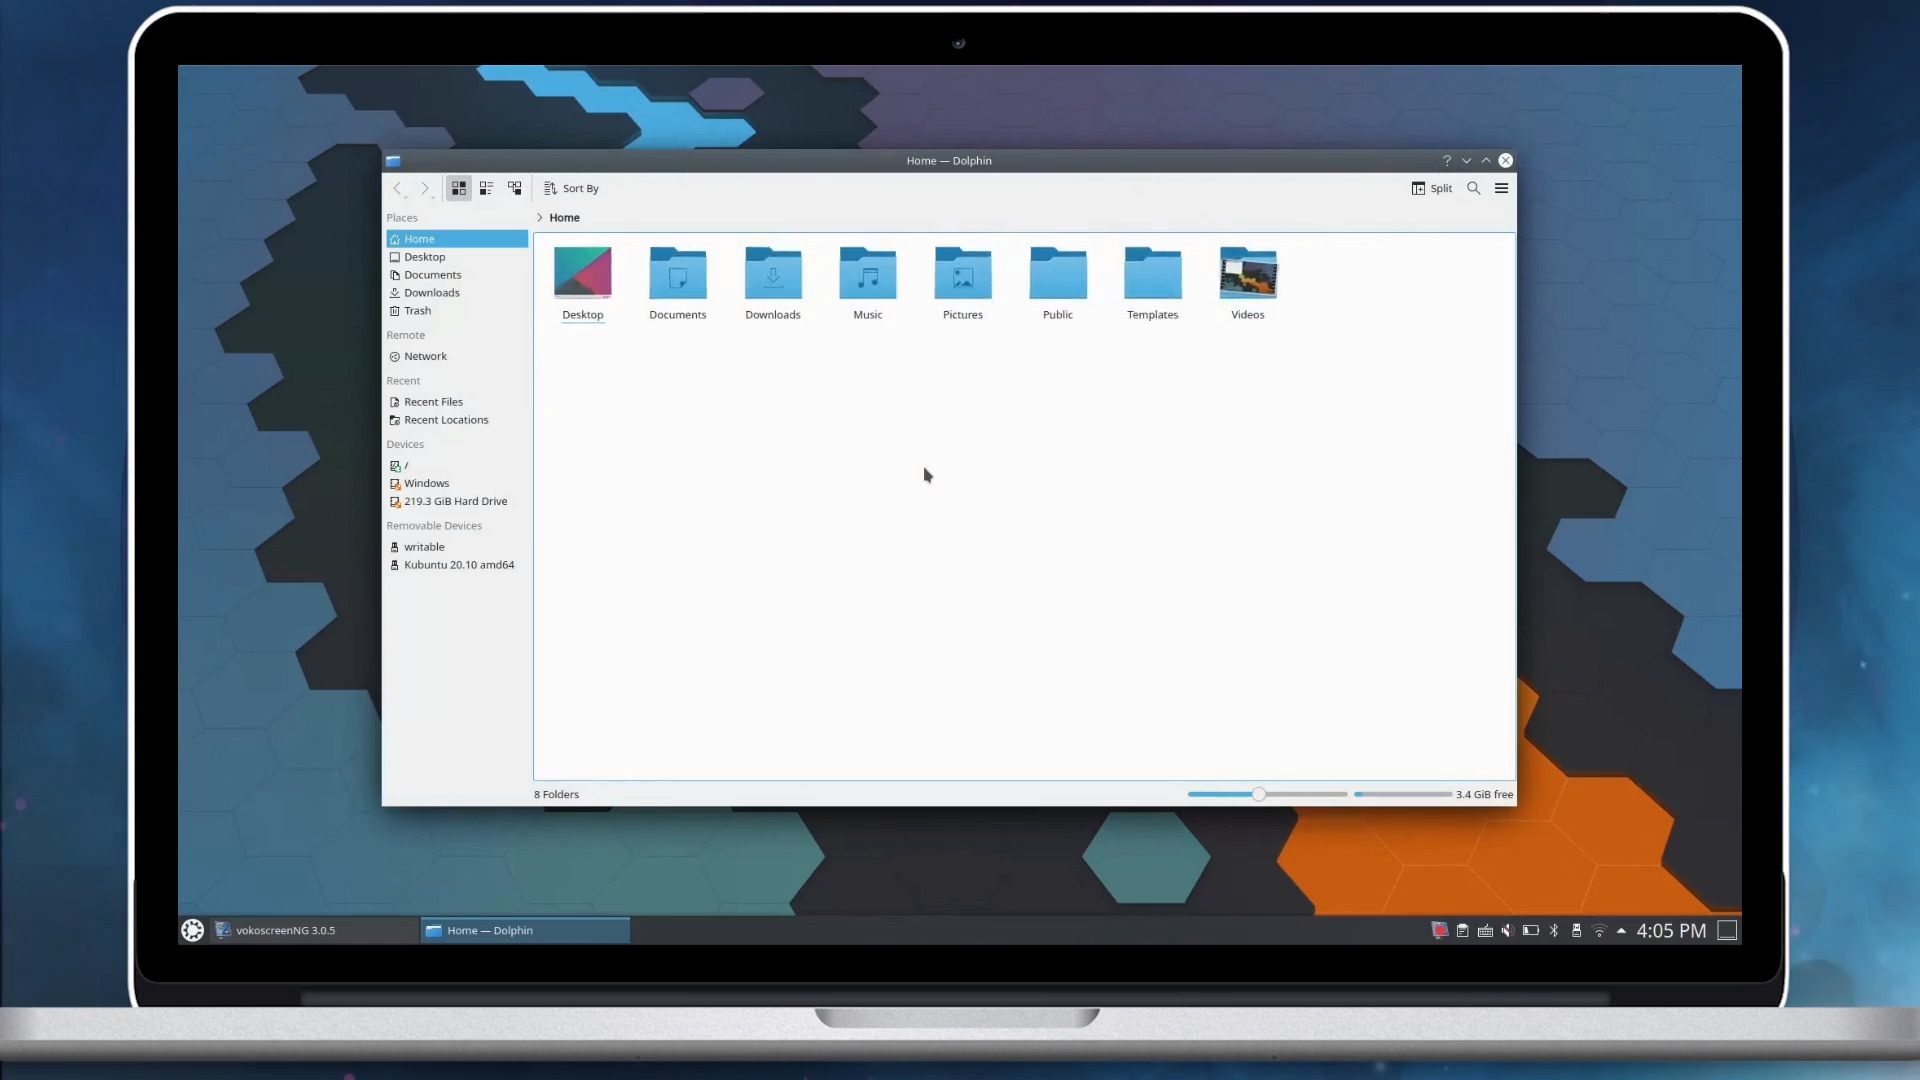 Home — Dolphin
Sort By
Split
Places
Home
Desktop
Documents
Downloads
Trash
Remote
Network
Recent
Recent Files
Recent Locations
Devices
/
Windows
219.3 GiB Hard Drive
Removable Devices
writable
Kubuntu 20.10 amd64
Home
Desktop
Documents
Downloads
Music
Pictures
Public
Templates
Videos
8 Folders
3.4 GiB free
vokoscreenNG 3.0.5
Home — Dolphin
4:05 PM